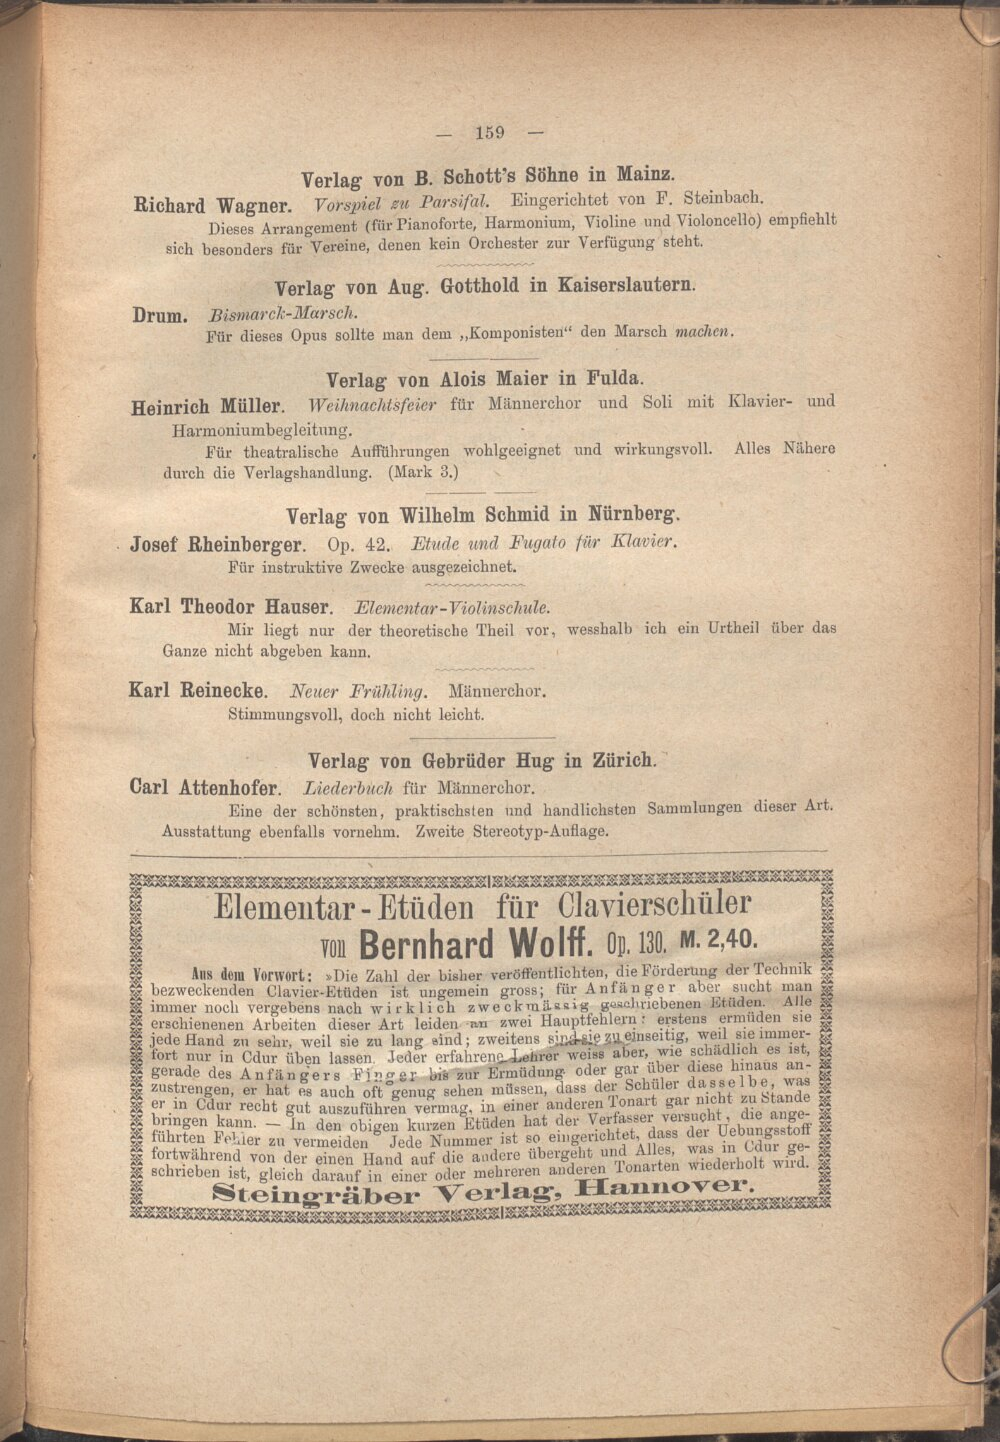 — 159 —
Verlag von B. Schott's Söhne in Mainz.
Richard Wagner. Vorspiel zu Parsifal. Eingerichtet von F. Steinbach.
Dieses Arrangement (für Pianoforte, Harmonium, Violine und Violoncello) empfiehlt
sich besonders für Vereine, denen kein Orchester zur Verfügung steht.
Verlag von Aug. Gotthold in Kaiserslautern.
Drum. Bismarck-Marsch.
Für dieses Opus sollte man dem „Komponisten“ den Marsch machen.
Verlag von Alois Maier in Fulda.
Heinrich Müller. Weihnachtsfeier für Männerchor und Soli mit Klavier- und
Harmoniumbegleitung.
Für theatralische Aufführungen wohlgeeignet und wirkungsvoll. Alles Nähere
durch die Verlagshandlung. (Mark 3.)
Verlag von Wilhelm Schmid in Nürnberg.
Josef Rheinberger. Op. 42. Etude und Fugato für Klavier.
Für instruktive Zwecke ausgezeichnet.
Karl Theodor Hauser. Elementar-Violinschule.
Mir liegt nur der theoretische Theil vor, wesshalb ich ein Urtheil über das
Ganze nicht abgeben kann.
Karl Reinecke. Neuer Frühling. Männerchor.
Stimmungsvoll, doch nicht leicht.
Verlag von Gebrüder Hug in Zürich.
Carl Attenhofer. Liederbuch für Männerchor.
Eine der schönsten, praktischsten und handlichsten Sammlungen dieser Art.
Ausstattung ebenfalls vornehm. Zweite Stereotyp-Auflage.
Elementar-Etüden für Clavierschüler
von Bernhard Wolff. Op. 130. M. 2,40.
Aus dem Vorwort: »Die Zahl der bisher veröffentlichten, die Förderung der Technik
bezweckenden Clavier-Etüden ist ungemein gross; für Anfänger aber sucht man
immer noch vergebens nach wirklich zweckmässig geschriebenen Etüden. Alle
erschienenen Arbeiten dieser Art leiden an zwei Hauptfehlern: erstens ermüden sie
jede Hand zu sehr, weil sie zu lang sind; zweitens sind sie zu einseitig, weil sie immer-
fort nur in Cdur üben lassen. Jeder erfahrene Lehrer weiss aber, wie schädlich es ist,
gerade des Anfängers Finger bis zur Ermüdung oder gar über diese hinaus an-
zustrengen, er hat es auch oft genug sehen müssen, dass der Schüler dasselbe, was
er in Cdur recht gut auszuführen vermag, in einer anderen Tonart gar nicht zu Stande
bringen kann. — In den obigen kurzen Etüden hat der Verfasser versucht, die ange-
führten Fehler zu vermeiden Jede Nummer ist so eingerichtet, dass der Uebungsstoff
fortwährend von der einen Hand auf die andere übergeht und Alles, was in Cdur ge-
schrieben ist, gleich darauf in einer oder mehreren anderen Tonarten wiederholt wird.
Steingräber Verlag, Hannover.